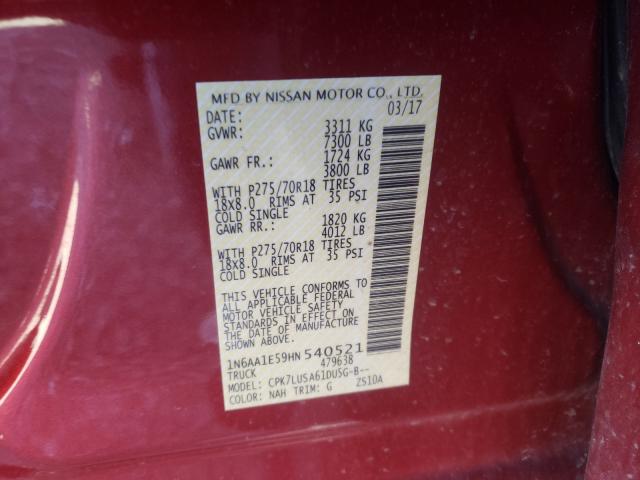 MFD BY NISSAN MOTOR CO., LTD.
DATE: 03/17
GVWR: 3311 KG
7300 LB
GAWR FR.: 1724 KG
3800 LB
WITH P275/70R18 TIRES
18X8.0 RIMS AT 35 PSI
COLD SINGLE
GAWR RR.: 1820 KG
4012 LB
WITH P275/70R18 TIRES
18X8.0 RIMS AT 35 PSI
COLD SINGLE
THIS VEHICLE CONFORMS TO
ALL APPLICABLE FEDERAL
MOTOR VEHICLE SAFETY
STANDARDS IN EFFECT ON
THE DATE OF MANUFACTURE
SHOWN ABOVE.
1N6AA1E59HN540521
TRUCK 479638
MODEL: CPK7LUSA61DUSG-B--
COLOR: NAH TRIM: G ZS10A